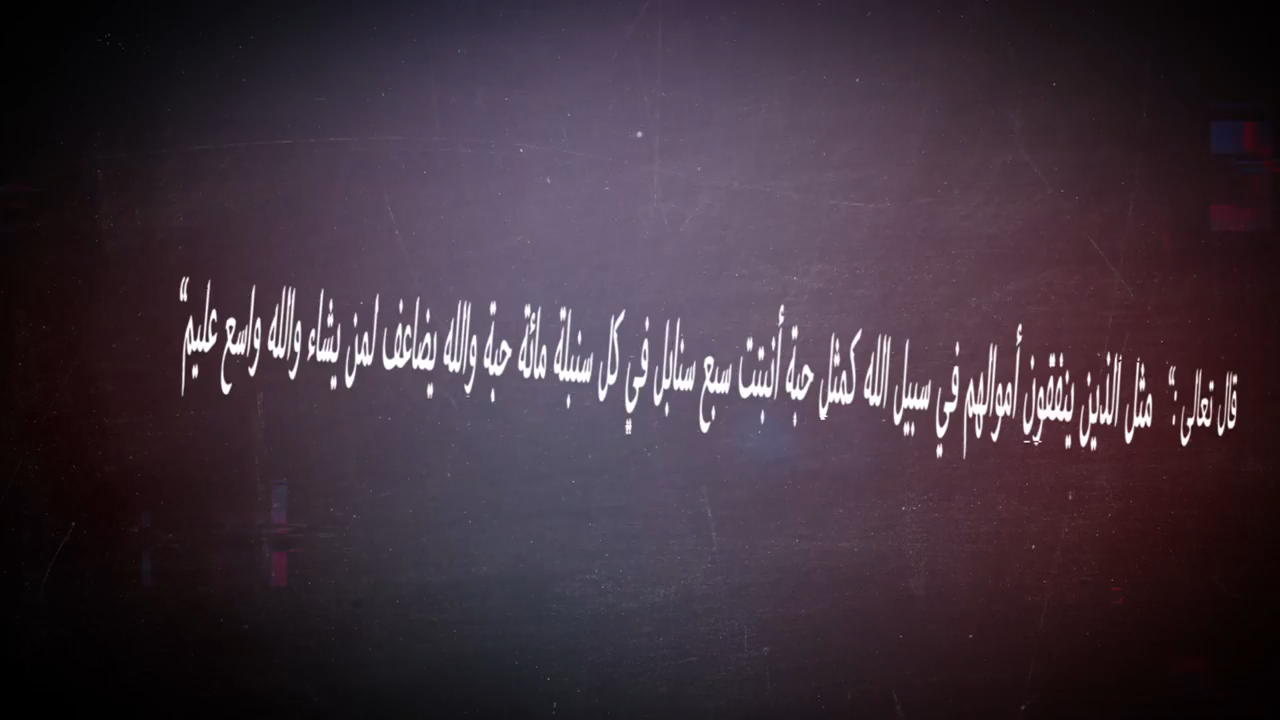 قال تعالى :“ مثل الذين ينفقون أموالهم في سبيل الله كمثل حبة أنبتت سبع سنابل في كل سنبلة مائة حبة والله يضاعف لمن يشاء والله واسع عليم“